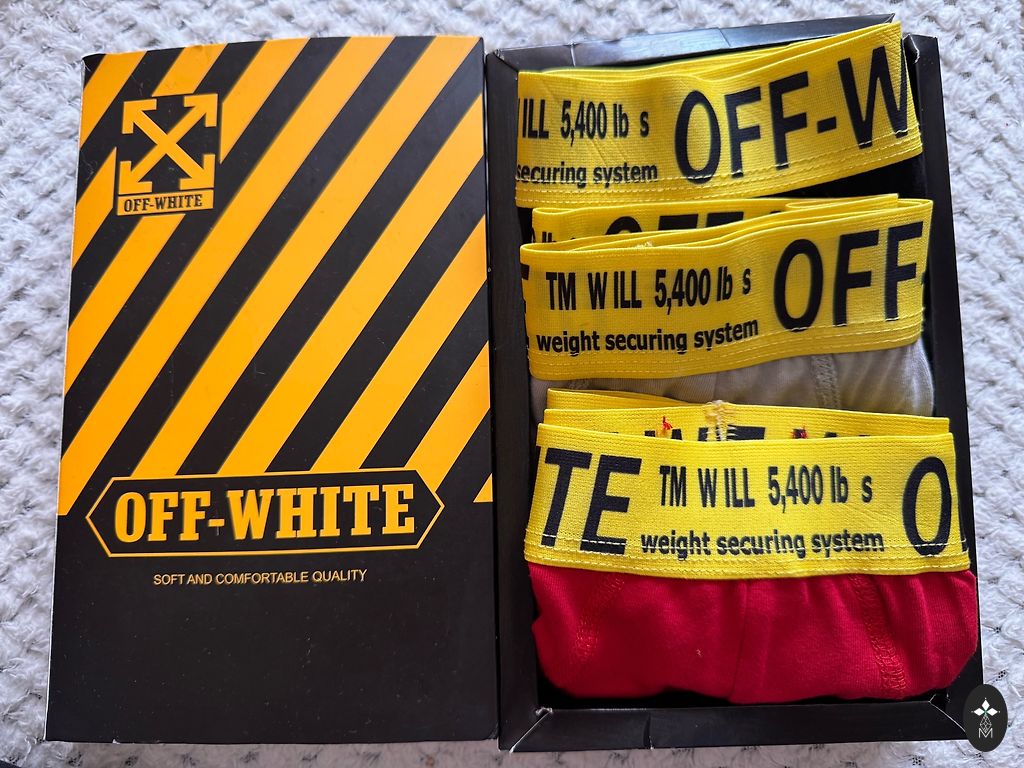 OFF-WHITE
OFF-WHITE
SOFT AND COMFORTABLE QUALITY
ILL 5,400 lb s OFF-W
securing system
TM W ILL 5,400 lb s OFF
weight securing system
TE TM W ILL 5,400 lb s O
weight securing system
M